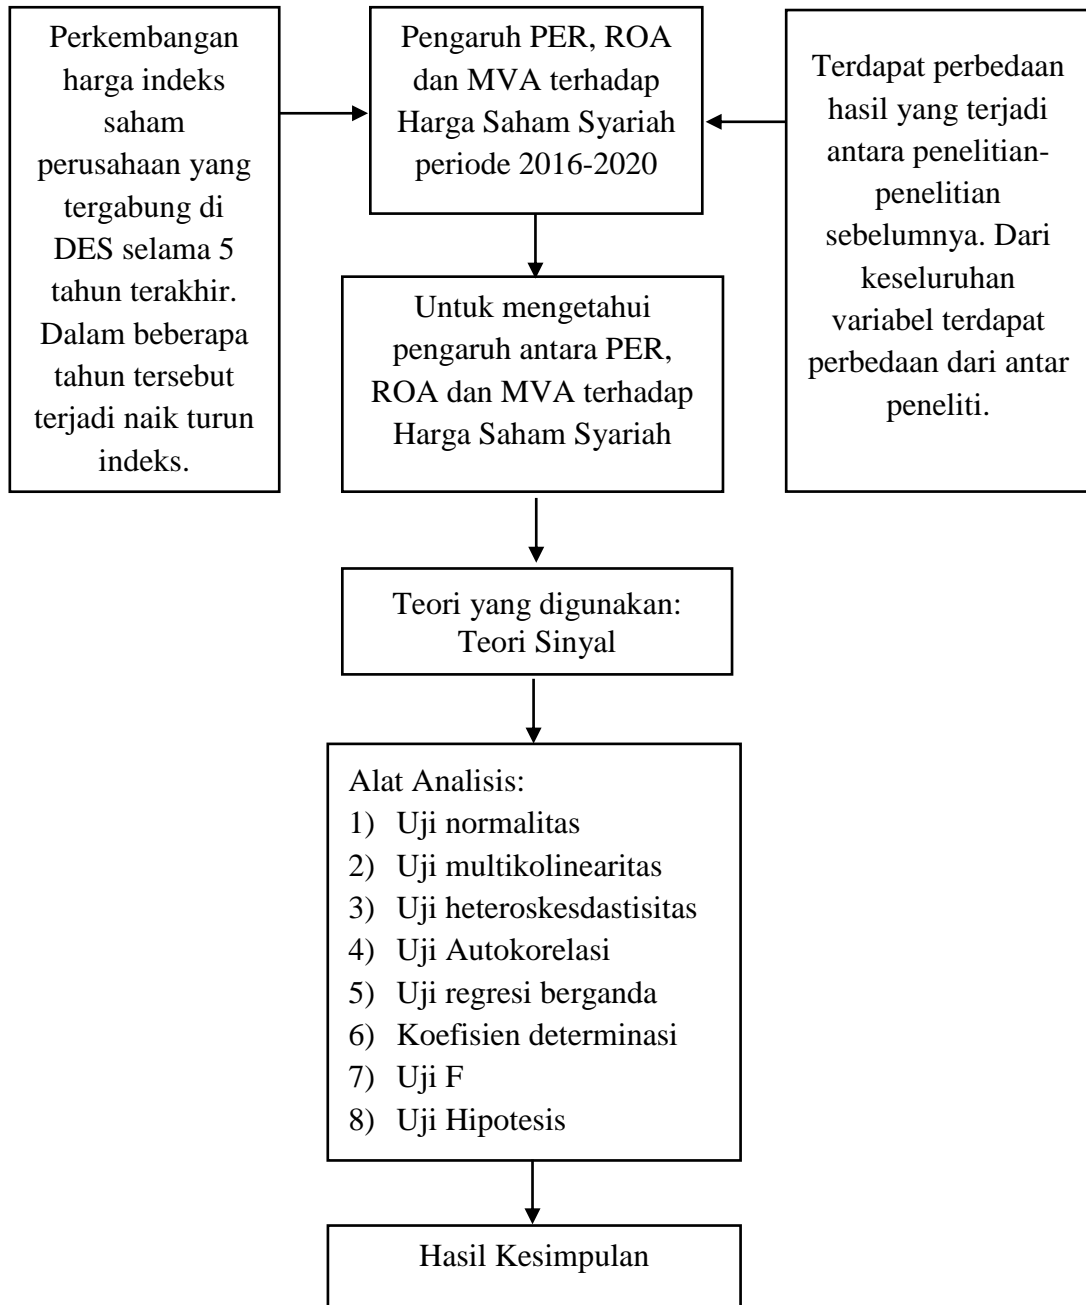 Perkembangan
harga indeks
saham
perusahaan yang
tergabung di
DES selama 5
tahun terakhir.
Dalam beberapa
tahun tersebut
terjadi naik turun
indeks.
Pengaruh PER, ROA
dan MVA terhadap
Harga Saham Syariah
periode 2016-2020
Terdapat perbedaan
hasil yang terjadi
antara penelitian-
penelitian
sebelumnya. Dari
keseluruhan
variabel terdapat
perbedaan dari antar
peneliti.
Untuk mengetahui
pengaruh antara PER,
ROA dan MVA terhadap
Harga Saham Syariah
Teori yang digunakan:
Teori Sinyal
Alat Analisis:
1) Uji normalitas
2) Uji multikolinearitas
3) Uji heteroskesdastisitas
4) Uji Autokorelasi
5) Uji regresi berganda
6) Koefisien determinasi
7) Uji F
8) Uji Hipotesis
Hasil Kesimpulan